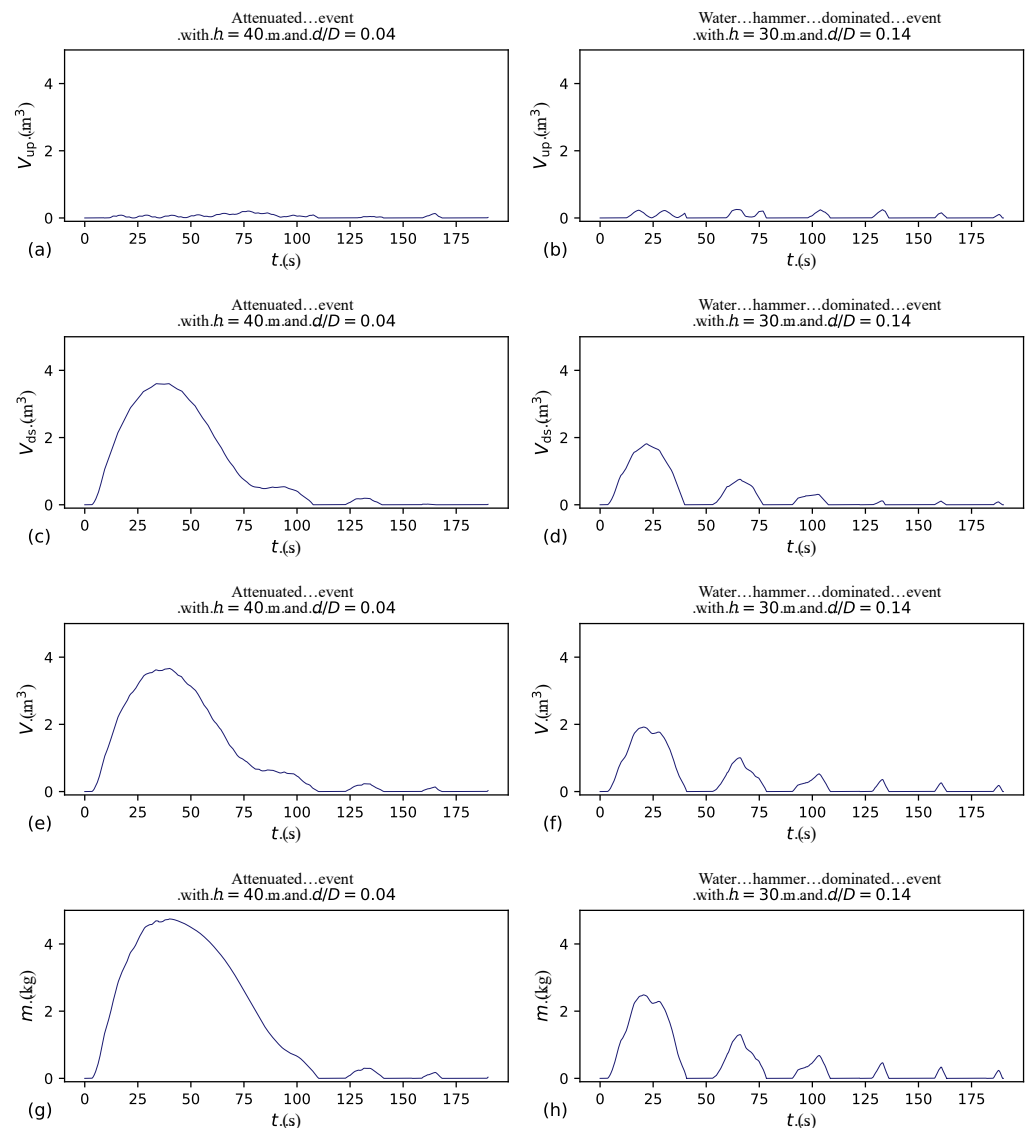 Attenuated…event
.with.h = 40.m.and.d/D = 0.04
Water…hammer…dominated…event
.with.h = 30.m.and.d/D = 0.14
4
2
0
V_up.(m³)
0 25 50 75 100 125 150 175
(a)
t.(s)
4
2
0
V_up.(m³)
0 25 50 75 100 125 150 175
(b)
t.(s)
Attenuated…event
.with.h = 40.m.and.d/D = 0.04
Water…hammer…dominated…event
.with.h = 30.m.and.d/D = 0.14
4
2
0
V_ds.(m³)
0 25 50 75 100 125 150 175
(c)
t.(s)
4
2
0
V_ds.(m³)
0 25 50 75 100 125 150 175
(d)
t.(s)
Attenuated…event
.with.h = 40.m.and.d/D = 0.04
Water…hammer…dominated…event
.with.h = 30.m.and.d/D = 0.14
4
2
0
V.(m³)
0 25 50 75 100 125 150 175
(e)
t.(s)
4
2
0
V.(m³)
0 25 50 75 100 125 150 175
(f)
t.(s)
Attenuated…event
.with.h = 40.m.and.d/D = 0.04
Water…hammer…dominated…event
.with.h = 30.m.and.d/D = 0.14
4
2
0
m.(kg)
0 25 50 75 100 125 150 175
(g)
t.(s)
4
2
0
m.(kg)
0 25 50 75 100 125 150 175
(h)
t.(s)